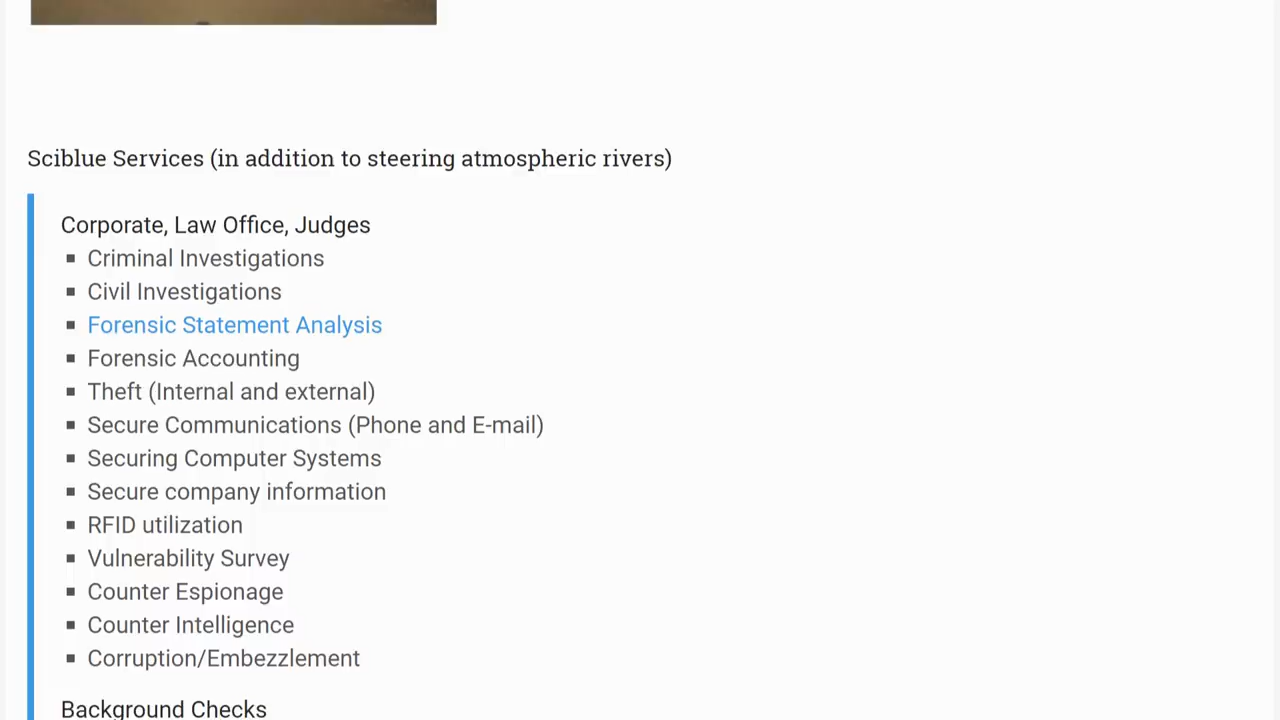 Sciblue Services (in addition to steering atmospheric rivers)
Corporate, Law Office, Judges
Criminal Investigations
Civil Investigations
Forensic Statement Analysis
Forensic Accounting
Theft (Internal and external)
Secure Communications (Phone and E-mail)
Securing Computer Systems
Secure company information
RFID utilization
Vulnerability Survey
Counter Espionage
Counter Intelligence
Corruption/Embezzlement
Background Checks